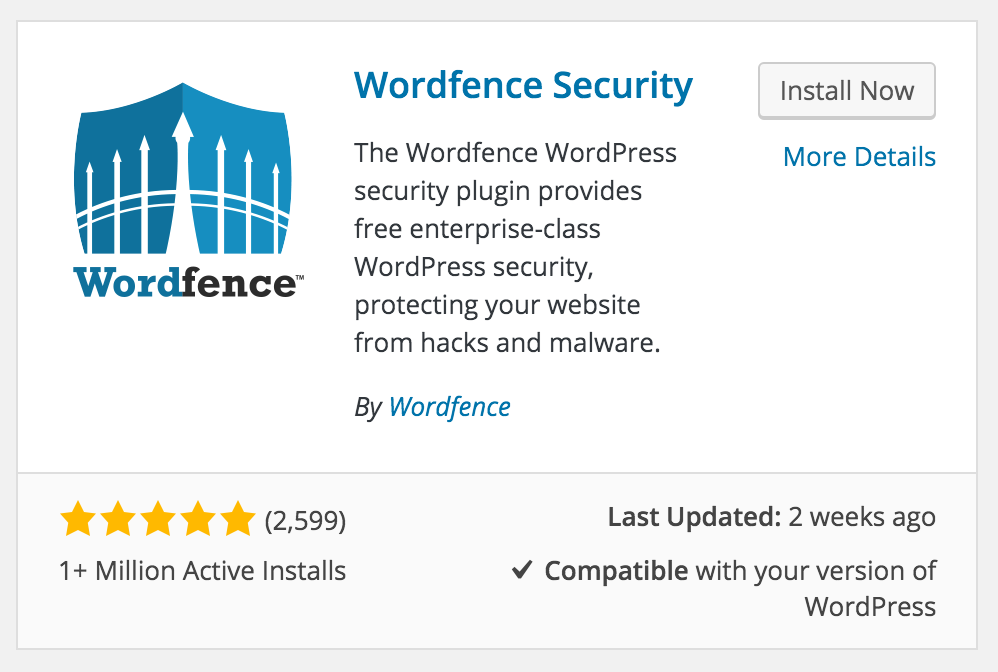 Wordfence™
Wordfence Security
Install Now
More Details
The Wordfence WordPress
security plugin provides
free enterprise-class
WordPress security,
protecting your website
from hacks and malware.
By Wordfence
(2,599)
1+ Million Active Installs
Last Updated: 2 weeks ago
✔ Compatible with your version of
WordPress